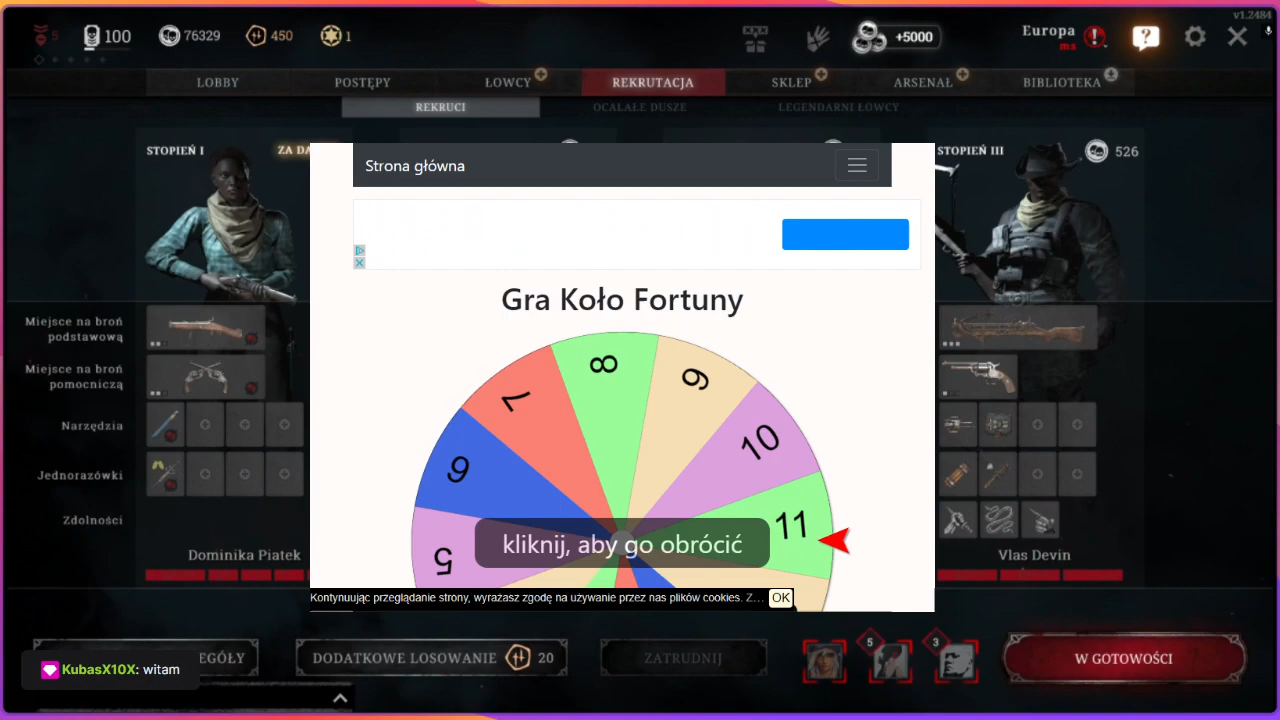 v1.2484
5
100
76329
450
1
+5000
Europa
ms
LOBBY
POSTĘPY
ŁOWCY
REKRUTACJA
SKLEP
ARSENAŁ
BIBLIOTEKA
REKRUCI
OCALAŁE DUSZE
LEGENDARNI ŁOWCY
STOPIEŃ I
ZA DA
STOPIEŃ III
526
Strona główna
Gra Koło Fortuny
8
9
7
10
6
11
5
kliknij, aby go obrócić
Kontynuując przeglądanie strony, wyrażasz zgodę na używanie przez nas plików cookies. Z...
OK
Miejsce na broń
podstawową
Miejsce na broń
pomocniczą
Narzędzia
Jednorazówki
Zdolności
Dominika Piatek
Vlas Devin
EGÓŁY
DODATKOWE LOSOWANIE
20
ZATRUDNIJ
5
3
W GOTOWOŚCI
KubasX10X: witam